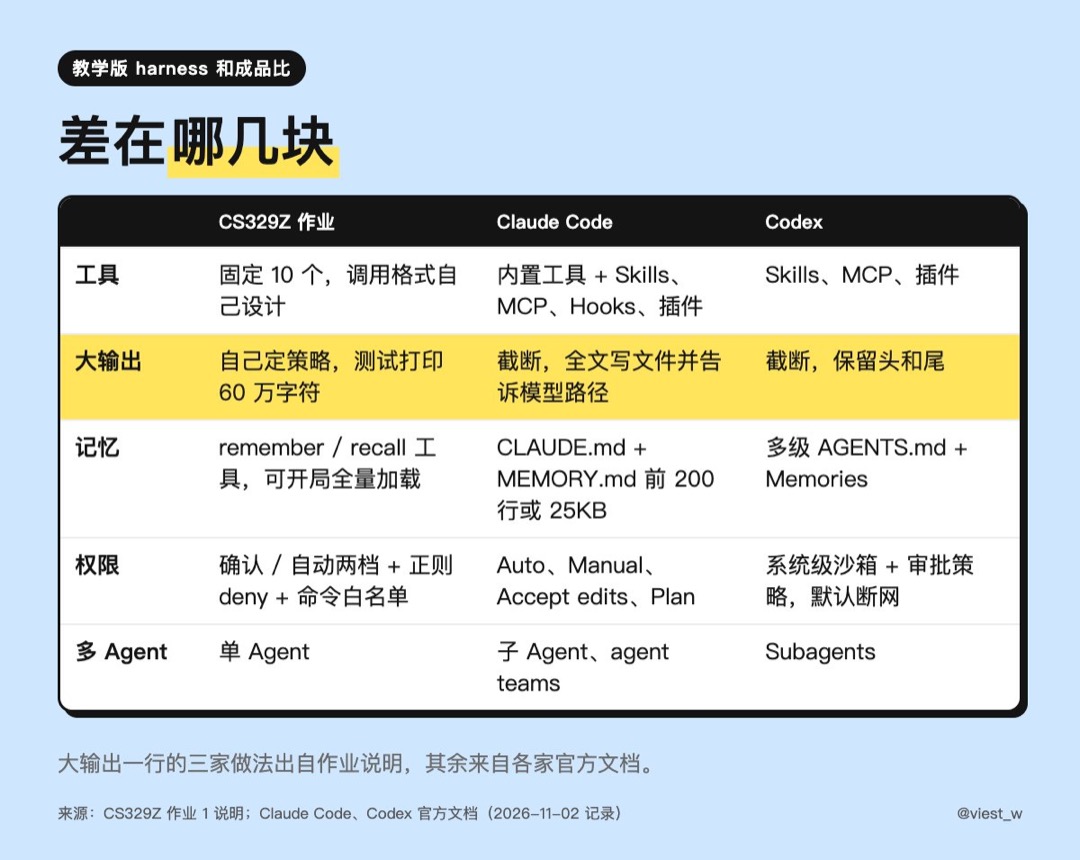 教学版 harness 和成品比
差在哪几块
CS329Z 作业 Claude Code Codex
工具
固定 10 个，调用格式自
己设计
内置工具 + Skills、
MCP、Hooks、插件
Skills、MCP、插件
大输出
自己定策略，测试打印
60 万字符
截断，全文写文件并告
诉模型路径
截断，保留头和尾
记忆
remember / recall 工
具，可开局全量加载
CLAUDE.md +
MEMORY.md 前 200
行或 25KB
多级 AGENTS.md +
Memories
权限
确认 / 自动两档 + 正则
deny + 命令白名单
Auto、Manual、
Accept edits、Plan
系统级沙箱 + 审批策
略，默认断网
多 Agent
单 Agent
子 Agent、agent
teams
Subagents
大输出一行的三家做法出自作业说明，其余来自各家官方文档。
来源：CS329Z 作业 1 说明；Claude Code、Codex 官方文档（2026-11-02 记录）
@viest_w